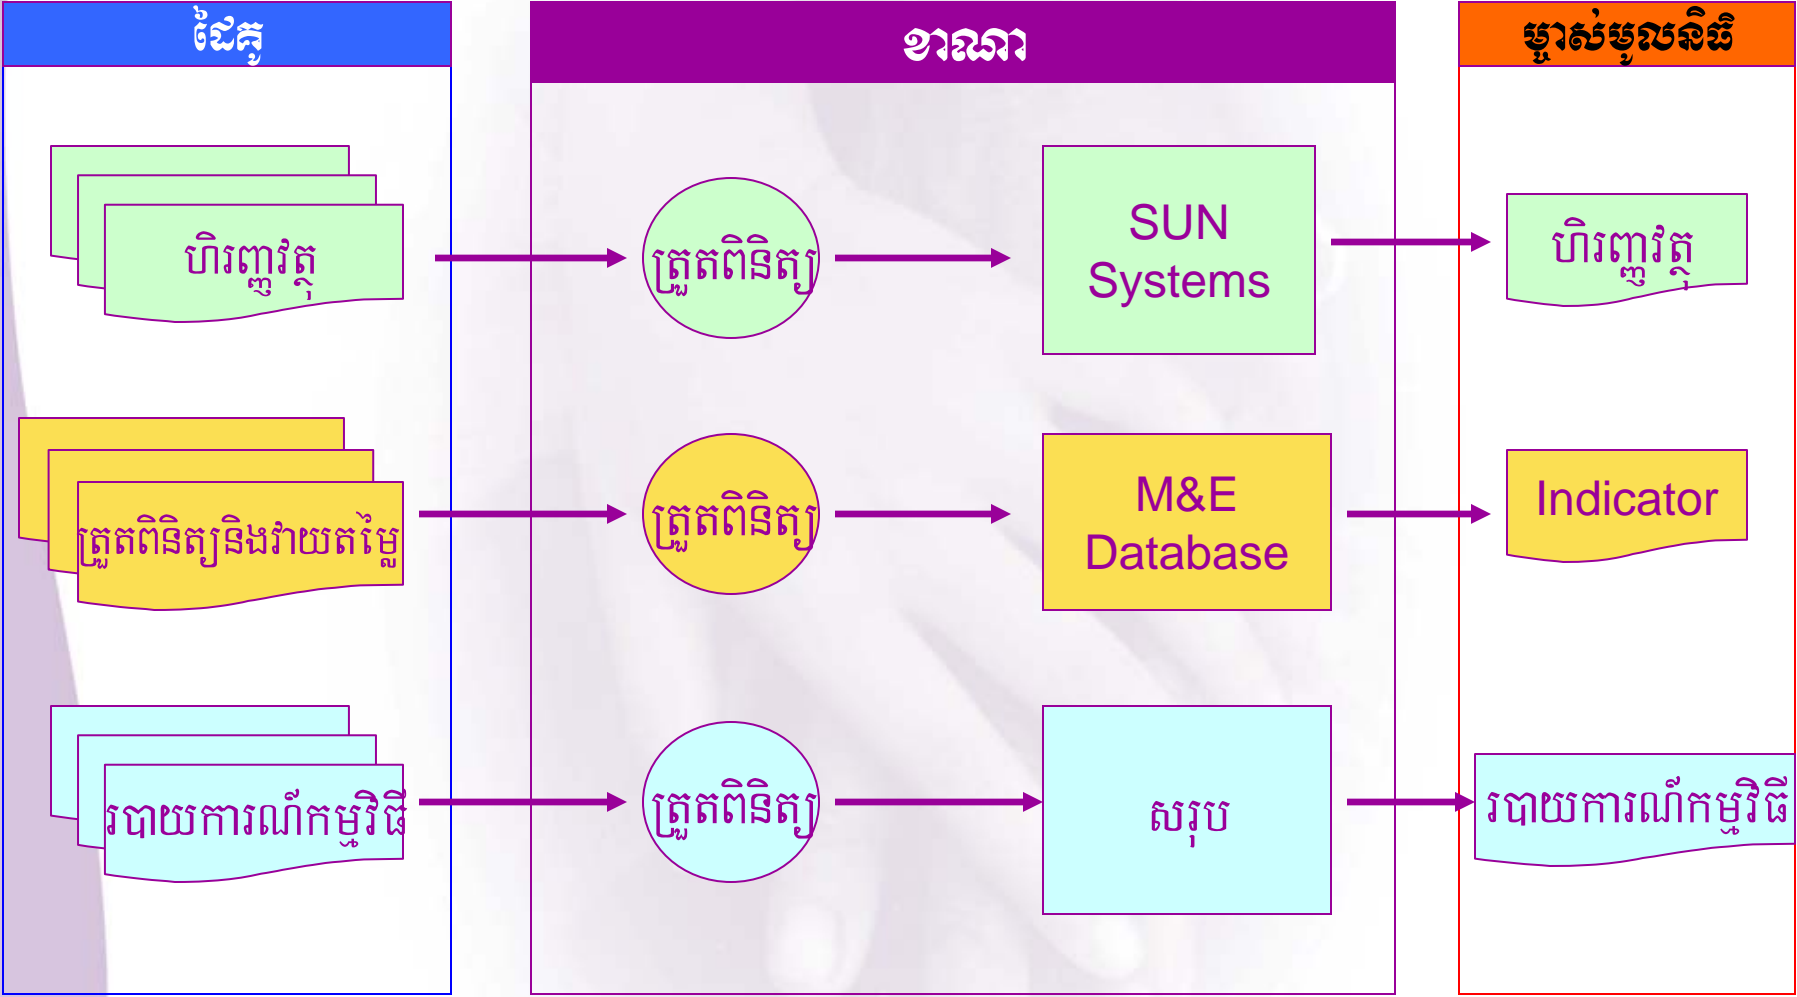 ដៃគូ
ខាណា
ម្ចាស់មូលនិធី
ហិរញ្ញវត្ថុ
ត្រួតពិនិត្យ
SUN
Systems
ហិរញ្ញវត្ថុ
ត្រួតពិនិត្យនិងវាយតម្លៃ
ត្រួតពិនិត្យ
M&E
Database
Indicator
របាយការណ៍កម្មវិធី
ត្រួតពិនិត្យ
សរុប
របាយការណ៍កម្មវិធី